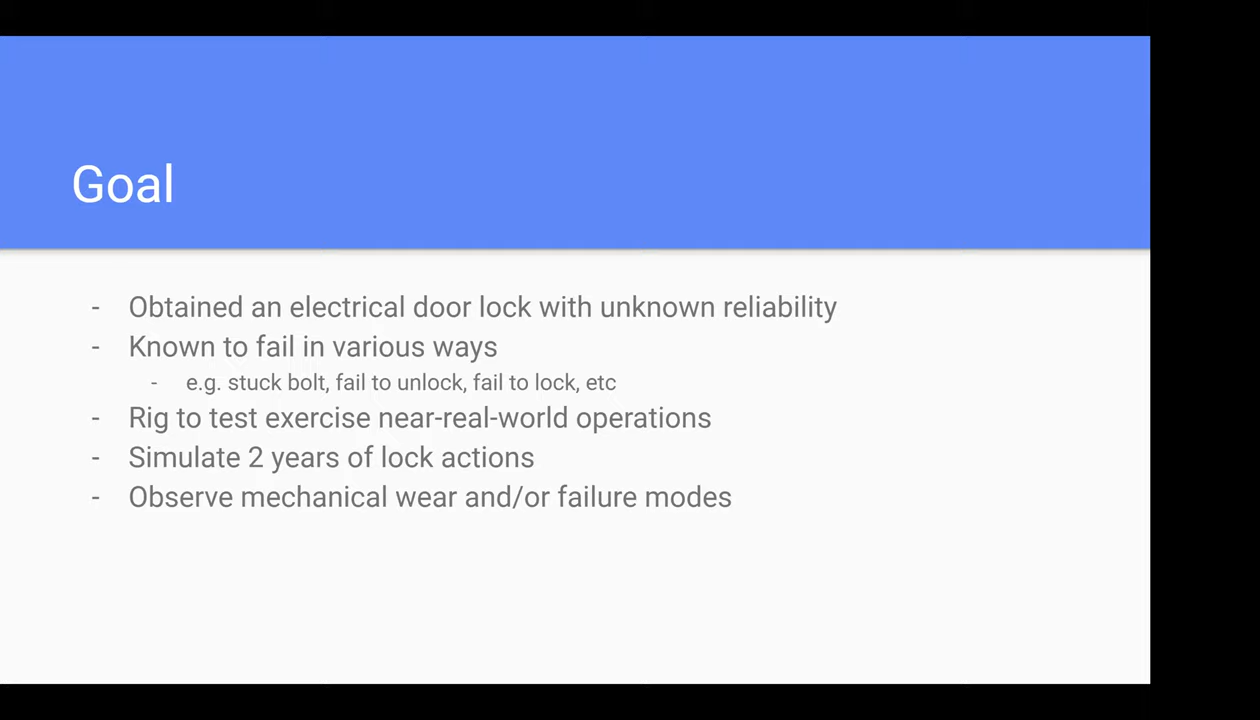 Goal
- Obtained an electrical door lock with unknown reliability
- Known to fail in various ways
- e.g. stuck bolt, fail to unlock, fail to lock, etc
- Rig to test exercise near-real-world operations
- Simulate 2 years of lock actions
- Observe mechanical wear and/or failure modes